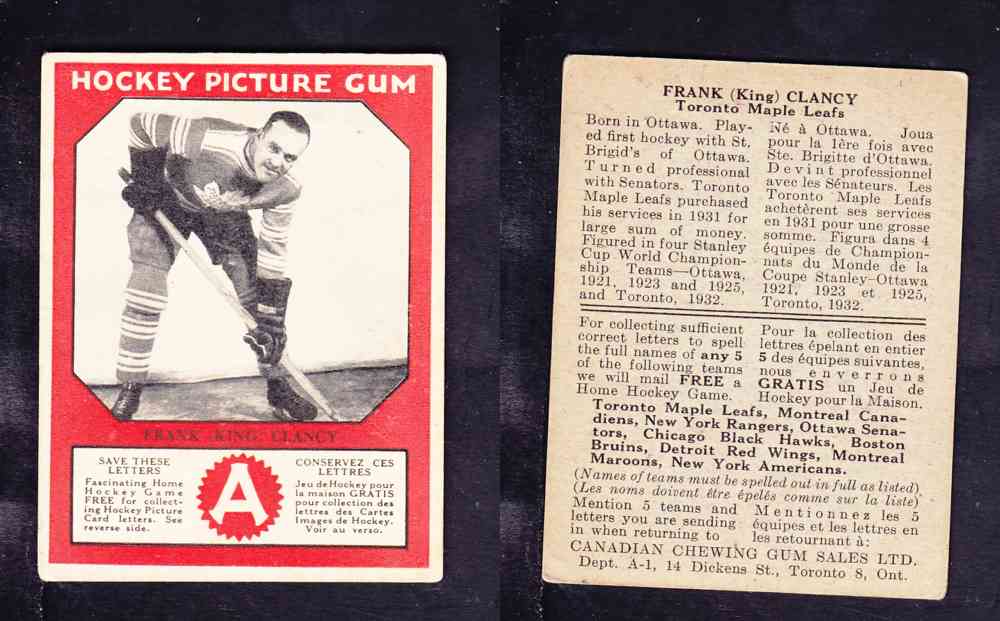 HOCKEY PICTURE GUM
FRANK (KING) CLANCY
SAVE THESE
LETTERS
Fascinating Home
Hockey Game
FREE for collect-
ing Hockey Picture
Card letters. See
reverse side.
A
CONSERVEZ CES
LETTRES
Jeu de Hockey pour
la maison GRATIS
pour collection des
lettres des Cartes
Images de Hockey.
Voir au verso.
FRANK (King) CLANCY
Toronto Maple Leafs
Born in Ottawa. Play-
ed first hockey with St.
Brigid's of Ottawa.
Turned professional
with Senators. Toronto
Maple Leafs purchased
his services in 1931 for
large sum of money.
Figured in four Stanley
Cup World Champion-
ship Teams—Ottawa,
1921, 1923 and 1925,
and Toronto, 1932.
Né à Ottawa. Joua
pour la 1ère fois avec
Ste. Brigitte d'Ottawa.
Devint professionnel
avec les Sénateurs. Les
Toronto Maple Leafs
achetèrent ses services
en 1931 pour une grosse
somme. Figura dans 4
équipes de Champion-
nats du Monde de la
Coupe Stanley–Ottawa
1921, 1923 et 1925,
Toronto, 1932.
For collecting sufficient
correct letters to spell
the full names of any 5
of the following teams
we will mail FREE a
Home Hockey Game.
Pour la collection des
lettres épelant en entier
5 des équipes suivantes,
nous enverrons
GRATIS un Jeu de
Hockey pour la Maison.
Toronto Maple Leafs, Montreal Cana-
diens, New York Rangers, Ottawa Sena-
tors, Chicago Black Hawks, Boston
Bruins, Detroit Red Wings, Montreal
Maroons, New York Americans.
(Names of teams must be spelled out in full as listed)
(Les noms doivent être épelés comme sur la liste)
Mention 5 teams and
letters you are sending
in when returning to
Mentionnez les 5
équipes et les lettres en
les retournant à:
CANADIAN CHEWING GUM SALES LTD.
Dept. A-1, 14 Dickens St., Toronto 8, Ont.